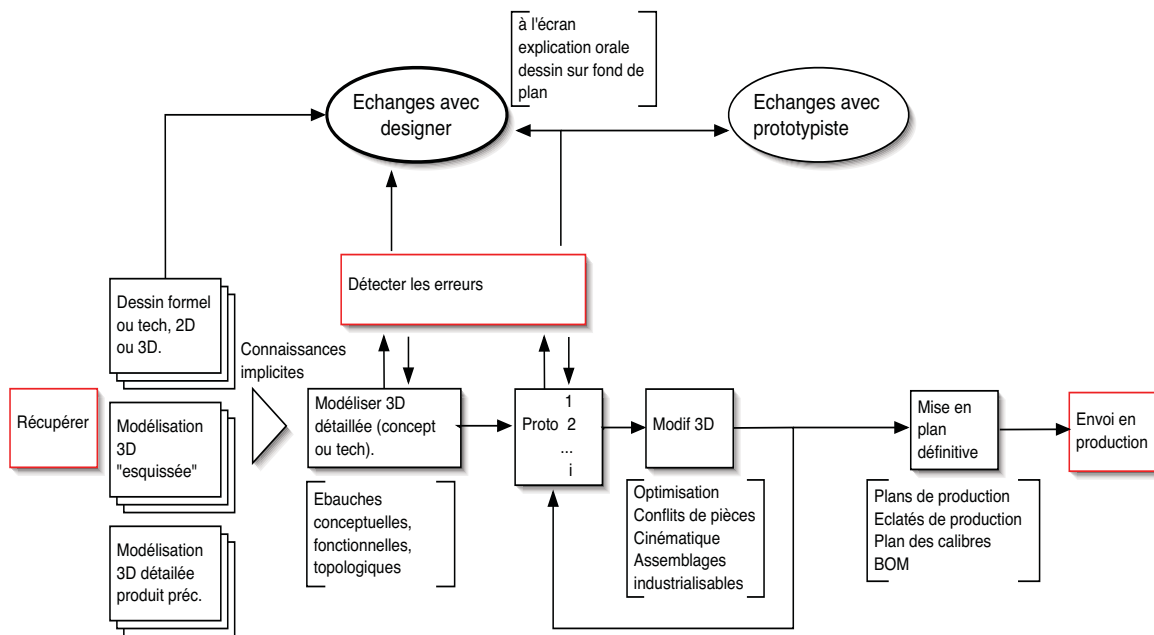 à l'écran
explication orale
dessin sur fond de
plan
Echanges avec
designer
Echanges avec
prototypiste
Détecter les erreurs
Dessin formel
ou tech, 2D
ou 3D.
Connaissances
implicites
Récupérer
Modélisation
3D
"esquissée"
Modéliser 3D
détaillée (concept
ou tech).
Proto
1
2
...
i
Modif 3D
Mise en
plan
définitive
Envoi en
production
Ebauches
conceptuelles,
fonctionnelles,
topologiques
Optimisation
Conflits de pièces
Cinématique
Assemblages
industrialisables
Plans de production
Eclatés de production
Plan des calibres
BOM
Modélisation
3D détailée
produit préc.